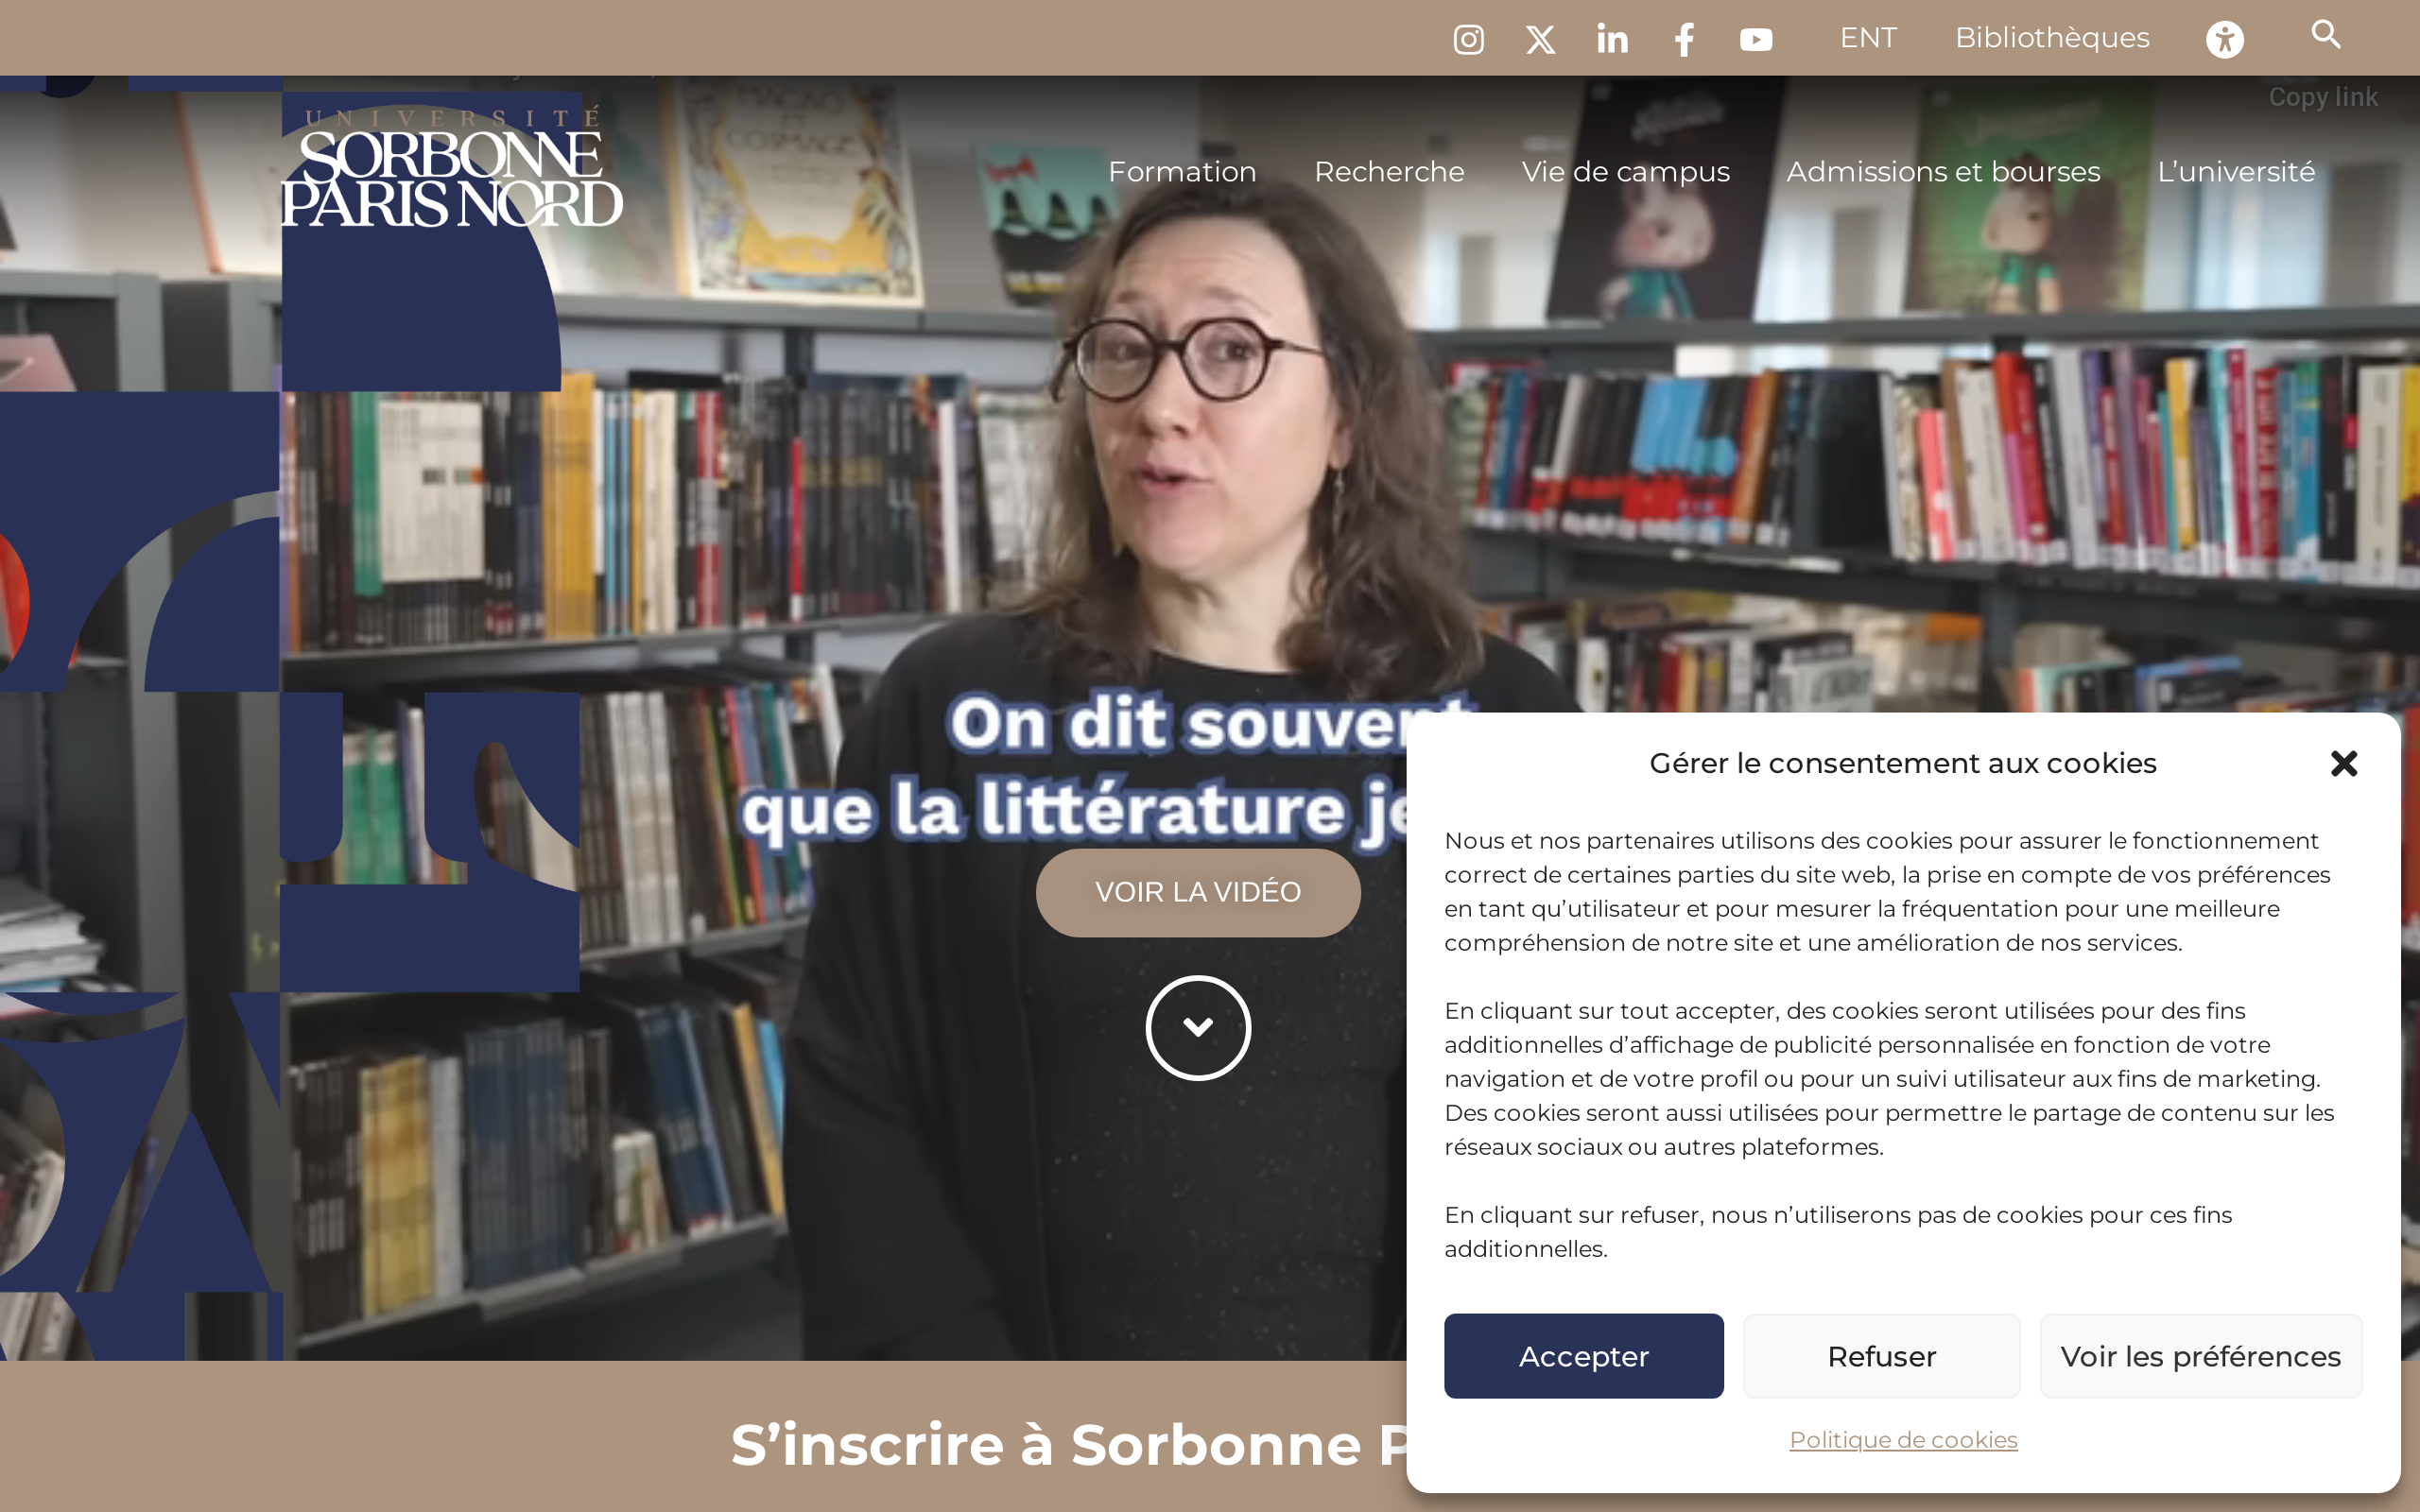 ENT
Bibliothèques
Copy link
UNIVERSITÉ
SORBONNE
PARIS NORD
Formation
Recherche
Vie de campus
Admissions et bourses
L’université
MACAO
ET
COSMAGE
On dit souvent
que la littérature
VOIR LA VIDÉO
Gérer le consentement aux cookies
Nous et nos partenaires utilisons des cookies pour assurer le fonctionnement
correct de certaines parties du site web, la prise en compte de vos préférences
en tant qu’utilisateur et pour mesurer la fréquentation pour une meilleure
compréhension de notre site et une amélioration de nos services.
En cliquant sur tout accepter, des cookies seront utilisées pour des fins
additionnelles d’affichage de publicité personnalisée en fonction de votre
navigation et de votre profil ou pour un suivi utilisateur aux fins de marketing.
Des cookies seront aussi utilisées pour permettre le partage de contenu sur les
réseaux sociaux ou autres plateformes.
En cliquant sur refuser, nous n’utiliserons pas de cookies pour ces fins
additionnelles.
Accepter
Refuser
Voir les préférences
Politique de cookies
S’inscrire à Sorbonne